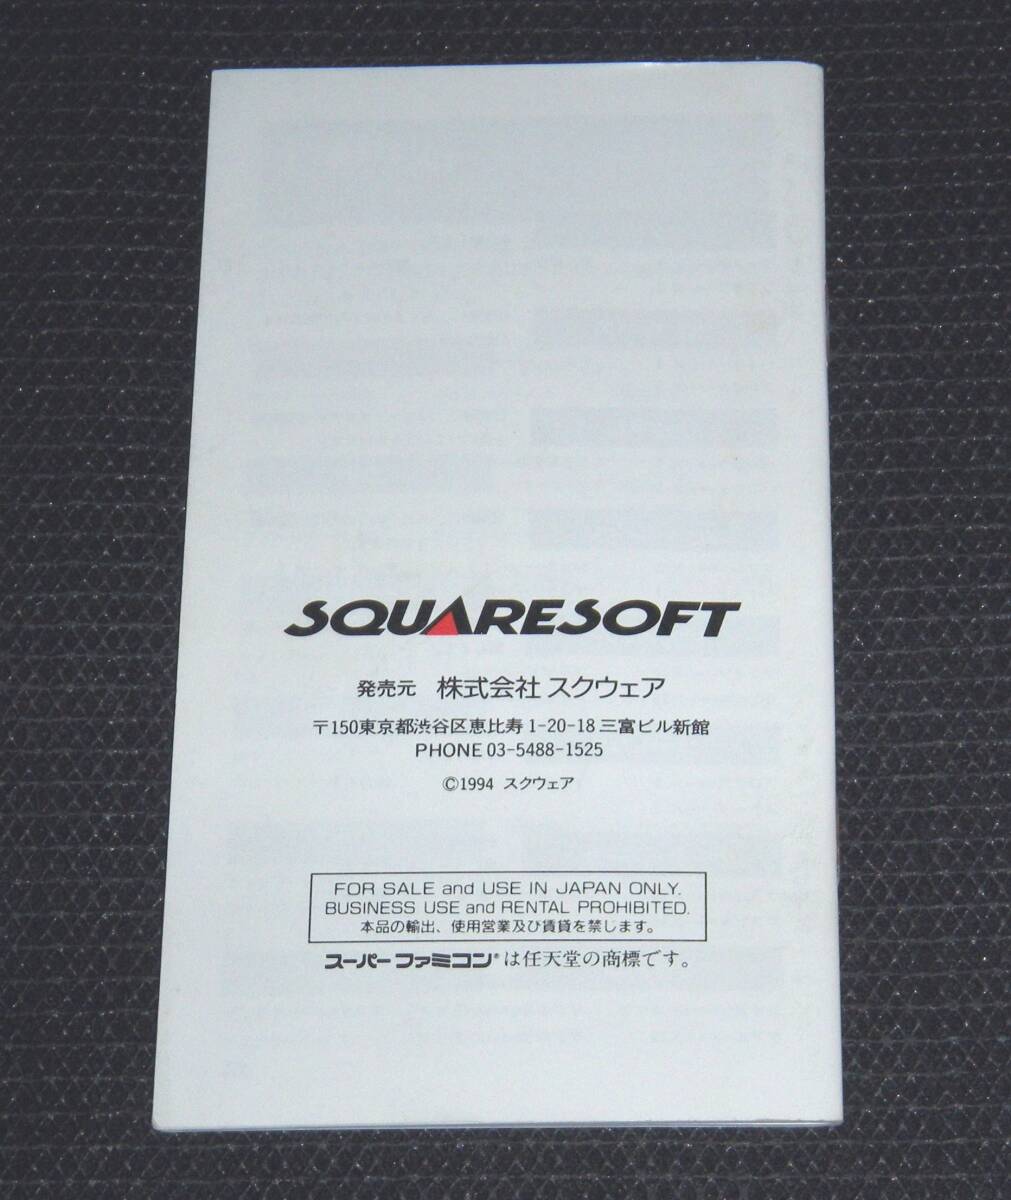 SQUARESOFT
発売元 株式会社 スクウェア
〒150東京都渋谷区恵比寿1-20-18 三富ビル新館
PHONE 03-5488-1525
©1994 スクウェア
FOR SALE and USE IN JAPAN ONLY.
BUSINESS USE and RENTAL PROHIBITED.
本品の輸出、使用営業及び賃貸を禁じます。
スーパーファミコン®は任天堂の商標です。